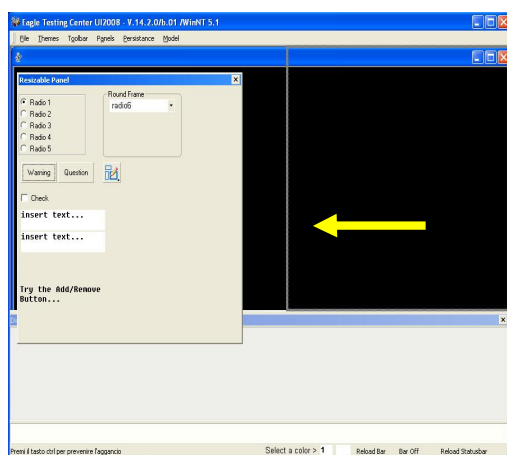 Eagle Testing Center UI2008 - V.14.2.0/b.01 /WinNT 5.1
File Themes Toolbar Panels Persistance Model
Resizable Panel
Round Frame
Radio 1
radio6
Radio 2
Radio 3
Radio 4
Radio 5
Warning Question
Check
insert text...
insert text...
Try the Add/Remove
Button...
Premi il tasto ctrl per prevenire l'aggancio Select a color > 1 Reload Bar Bar Off Reload Statusbar